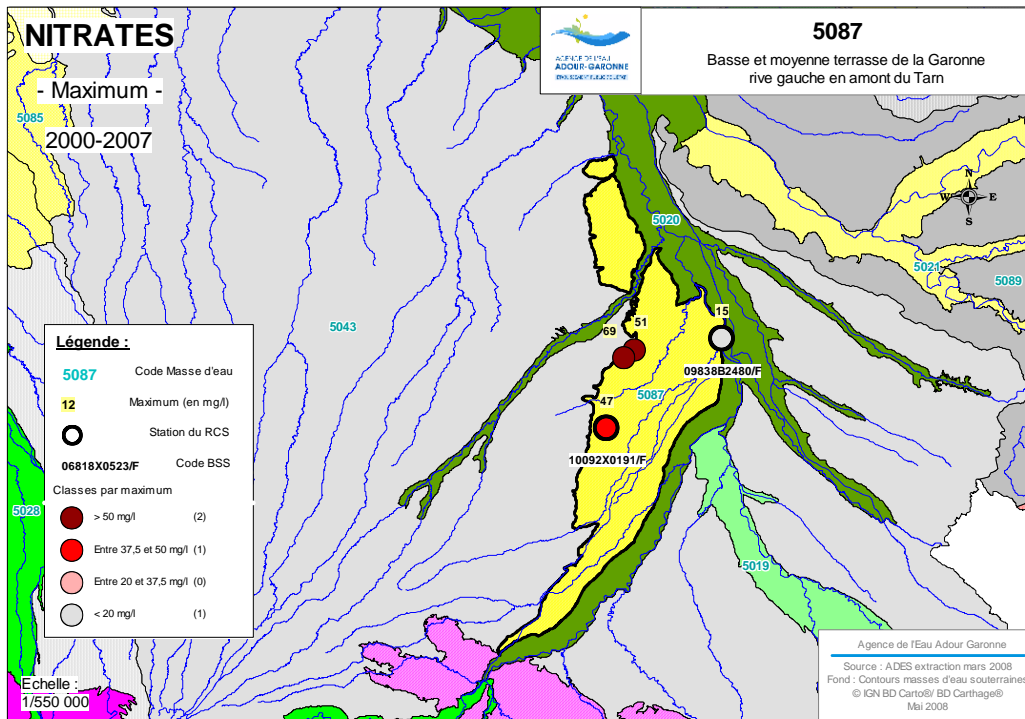 NITRATES
- Maximum -
2000-2007
AGENCE DE L'EAU
ADOUR-GARONNE
5087
Basse et moyenne terrasse de la Garonne
rive gauche en amont du Tarn
5085
N
W E
S
5020
5021
5089
5043
15
51
69
09838B2480/F
5087
47
10092X0191/F
5028
5019
Légende :
5087 Code Masse d'eau
12 Maximum (en mg/l)
Station du RCS
06818X0523/F Code BSS
Classes par maximum
> 50 mg/l (2)
Entre 37,5 et 50 mg/l (1)
Entre 20 et 37,5 mg/l (0)
< 20 mg/l (1)
Echelle :
1/550 000
Agence de l'Eau Adour Garonne
Source : ADES extraction mars 2008
Fond : Contours masses d'eau souterraines
© IGN BD Carto®/ BD Carthage®
Mai 2008